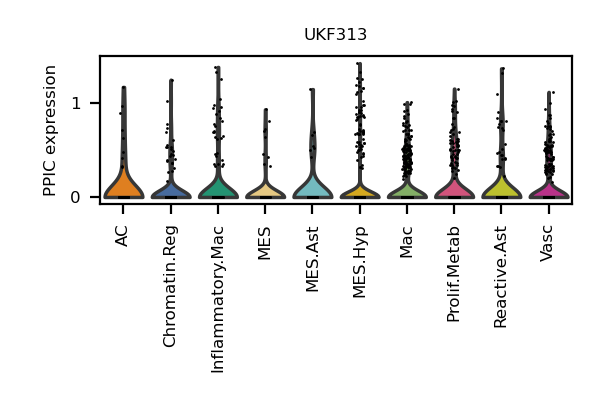 UKF313
PPIC expression
1
0
AC
Chromatin.Reg
Inflammatory.Mac
MES
MES.Ast
MES.Hyp
Mac
Prolif.Metab
Reactive.Ast
Vasc